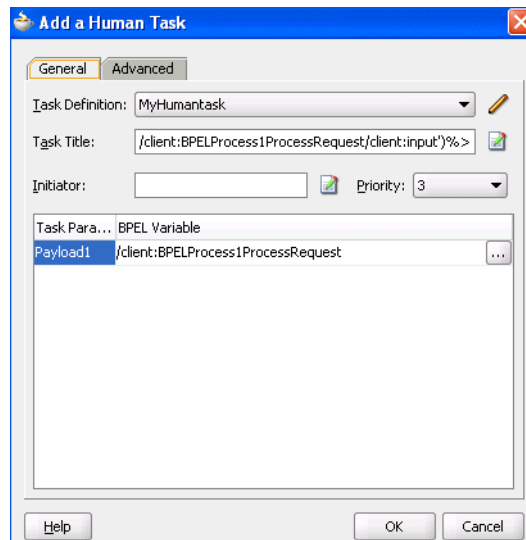 Add a Human Task
General Advanced
Task Definition: MyHumantask
Task Title: /client:BPELProcess1ProcessRequest/client:input')%>
Initiator: Priority: 3
Task Para... BPEL Variable
Payload1 /client:BPELProcess1ProcessRequest ...
Help OK Cancel